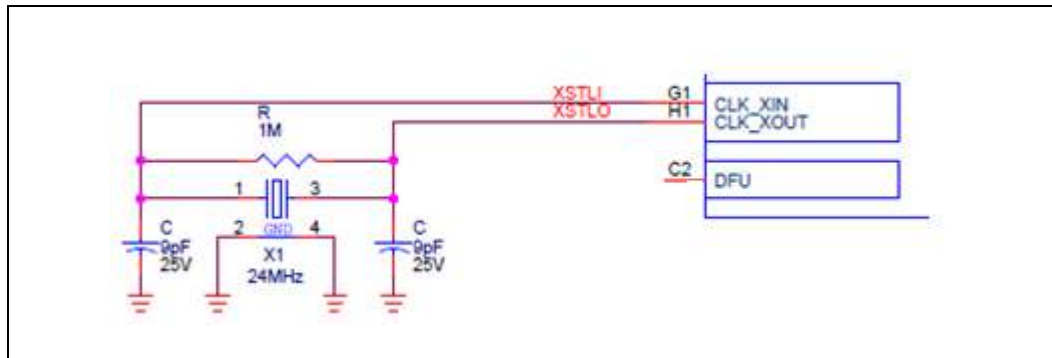 XSTLI G1 CLK_XIN
XSTLO H1 CLK_XOUT
R
1M
C2 DFU
1 3
2 GND 4
C
9pF
25V
X1
24MHz
C
9pF
25V